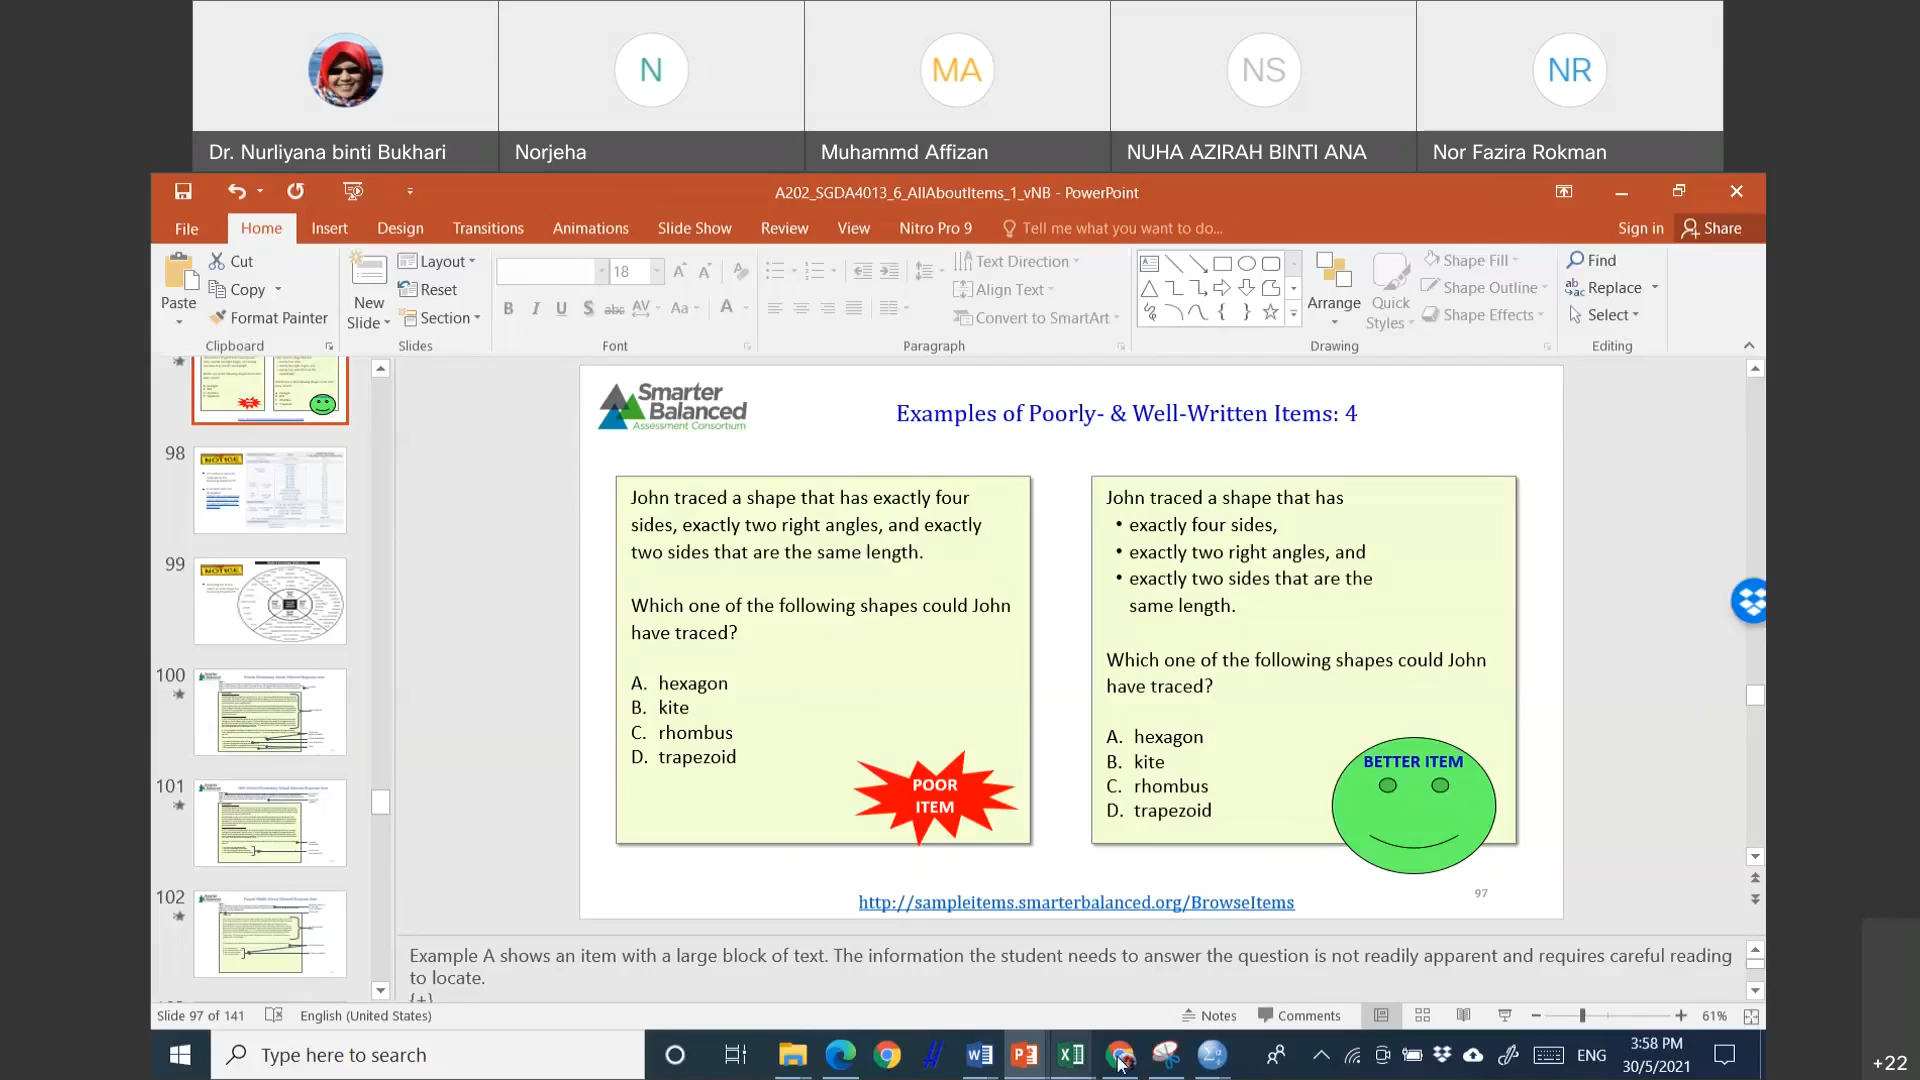 N
MA
NS
NR
Dr. Nurliyana binti Bukhari
Norjeha
Muhammd Affizan
NUHA AZIRAH BINTI ANA
Nor Fazira Rokman
A202_SGDA4013_6_AllAboutItems_1_vNB - PowerPoint
File Home Insert Design Transitions Animations Slide Show Review View Nitro Pro 9 Tell me what you want to do... Sign in Share
Paste
Cut
Copy
Format Painter
Clipboard
New
Slide
Layout
Reset
Section
Slides
18
B I U S abc AV Aa A
Font
Text Direction
Align Text
Convert to SmartArt
Paragraph
Arrange
Quick
Styles
Shape Fill
Shape Outline
Shape Effects
Drawing
Find
Replace
Select
Editing
98
NOTICE
99
NOTICE
100
101
102
Smarter
Balanced
Assessment Consortium
Examples of Poorly- & Well-Written Items: 4
John traced a shape that has exactly four
sides, exactly two right angles, and exactly
two sides that are the same length.
Which one of the following shapes could John
have traced?
A. hexagon
B. kite
C. rhombus
D. trapezoid
POOR
ITEM
John traced a shape that has
• exactly four sides,
• exactly two right angles, and
• exactly two sides that are the
same length.
Which one of the following shapes could John
have traced?
A. hexagon
B. kite
C. rhombus
D. trapezoid
BETTER ITEM
http://sampleitems.smarterbalanced.org/BrowseItems
97
Example A shows an item with a large block of text. The information the student needs to answer the question is not readily apparent and requires careful reading
to locate.
{+}
Slide 97 of 141 English (United States) Notes Comments 61%
Type here to search
ENG
3:58 PM
30/5/2021
+22